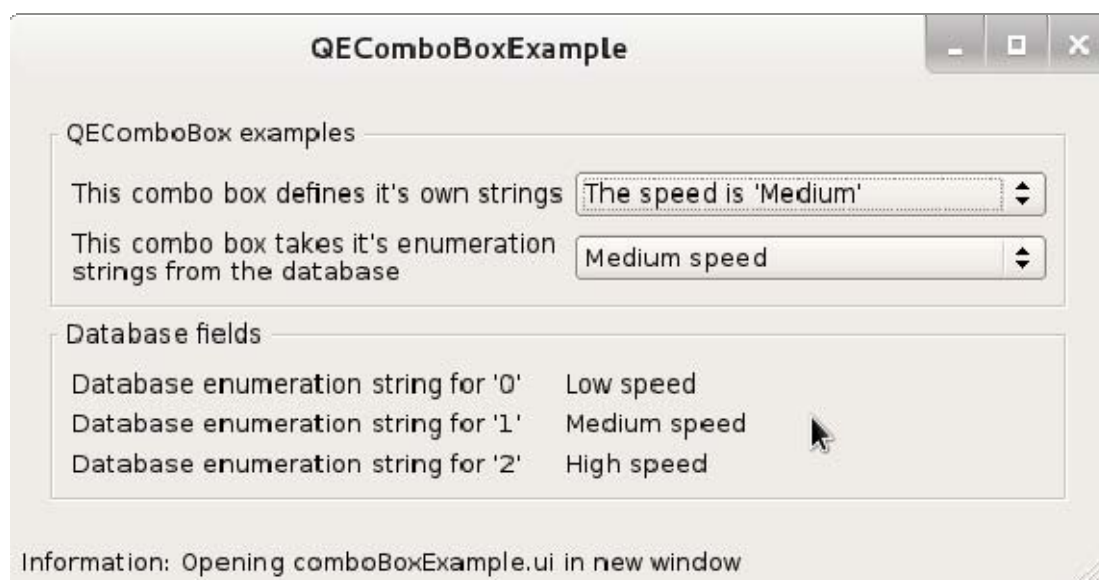 QEComboBoxExample
QEComboBox examples
This combo box defines it's own strings The speed is 'Medium'
This combo box takes it's enumeration
strings from the database
Medium speed
Database fields
Database enumeration string for '0' Low speed
Database enumeration string for '1' Medium speed
Database enumeration string for '2' High speed
Information: Opening comboBoxExample.ui in new window